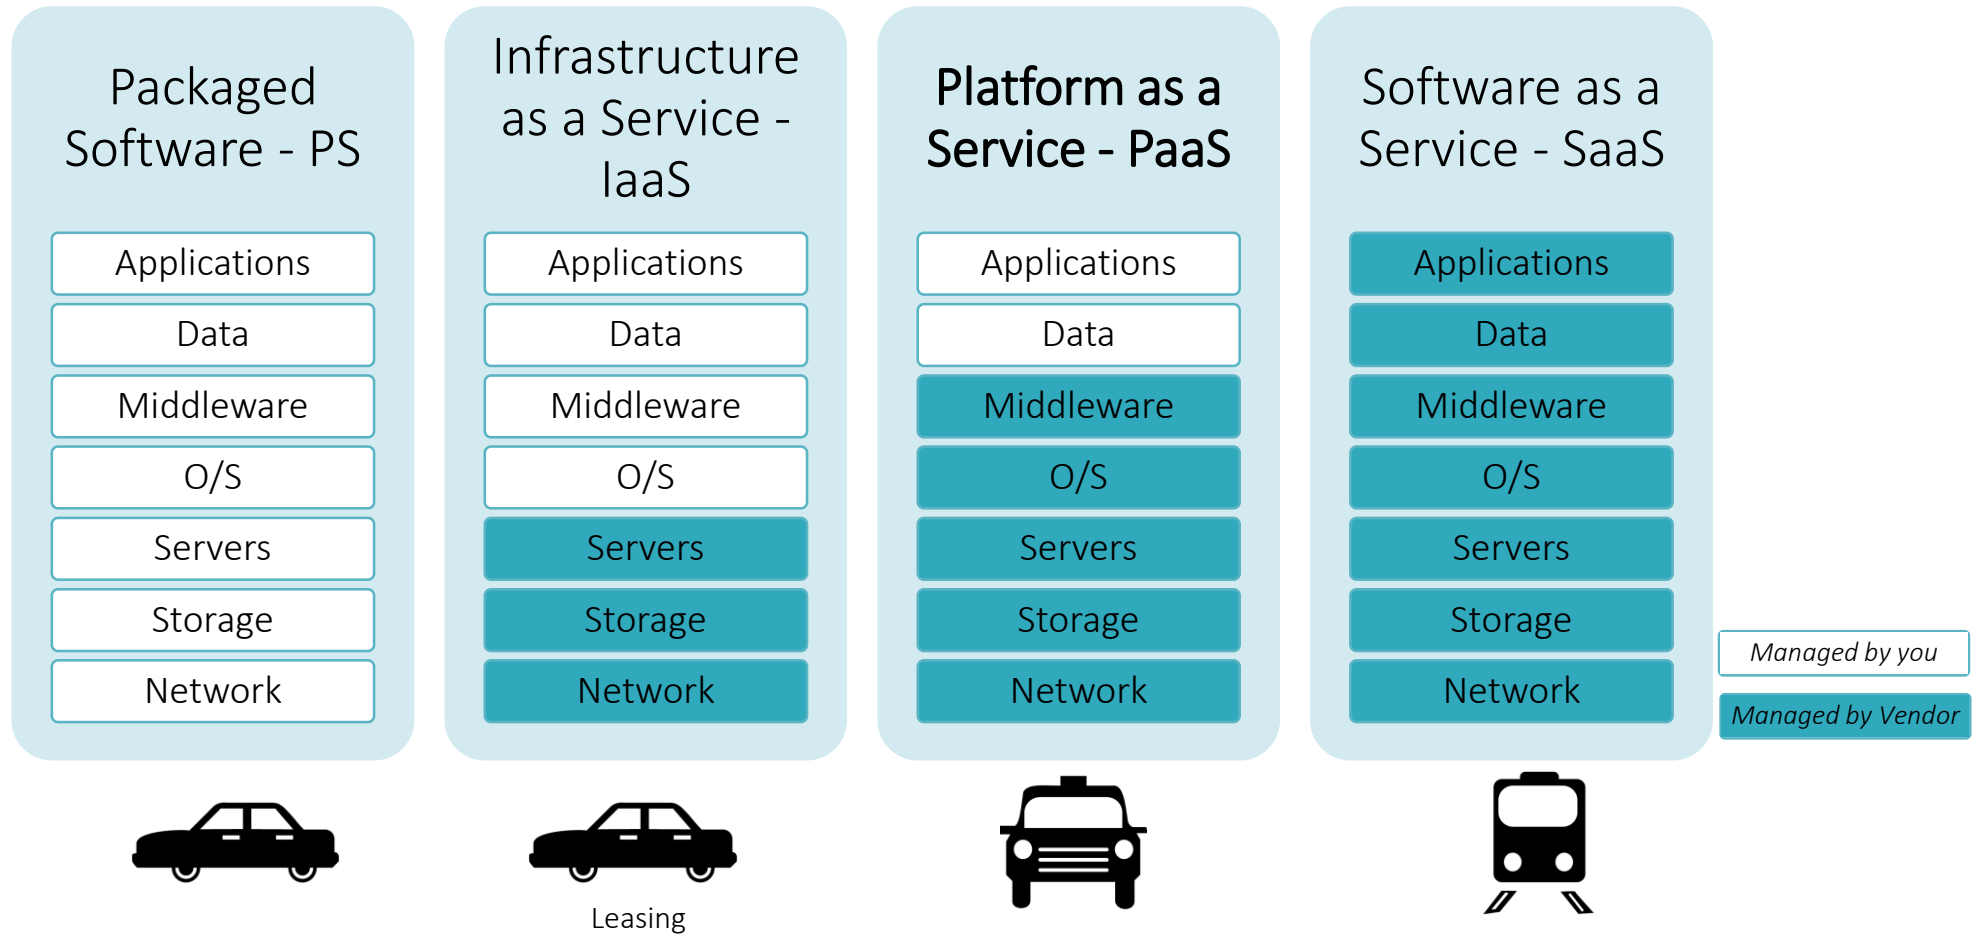 Packaged
Software - PS
Applications
Data
Middleware
O/S
Servers
Storage
Network
Infrastructure
as a Service -
IaaS
Applications
Data
Middleware
O/S
Servers
Storage
Network
Leasing
Platform as a
Service - PaaS
Applications
Data
Middleware
O/S
Servers
Storage
Network
Software as a
Service - SaaS
Applications
Data
Middleware
O/S
Servers
Storage
Network
Managed by you
Managed by Vendor